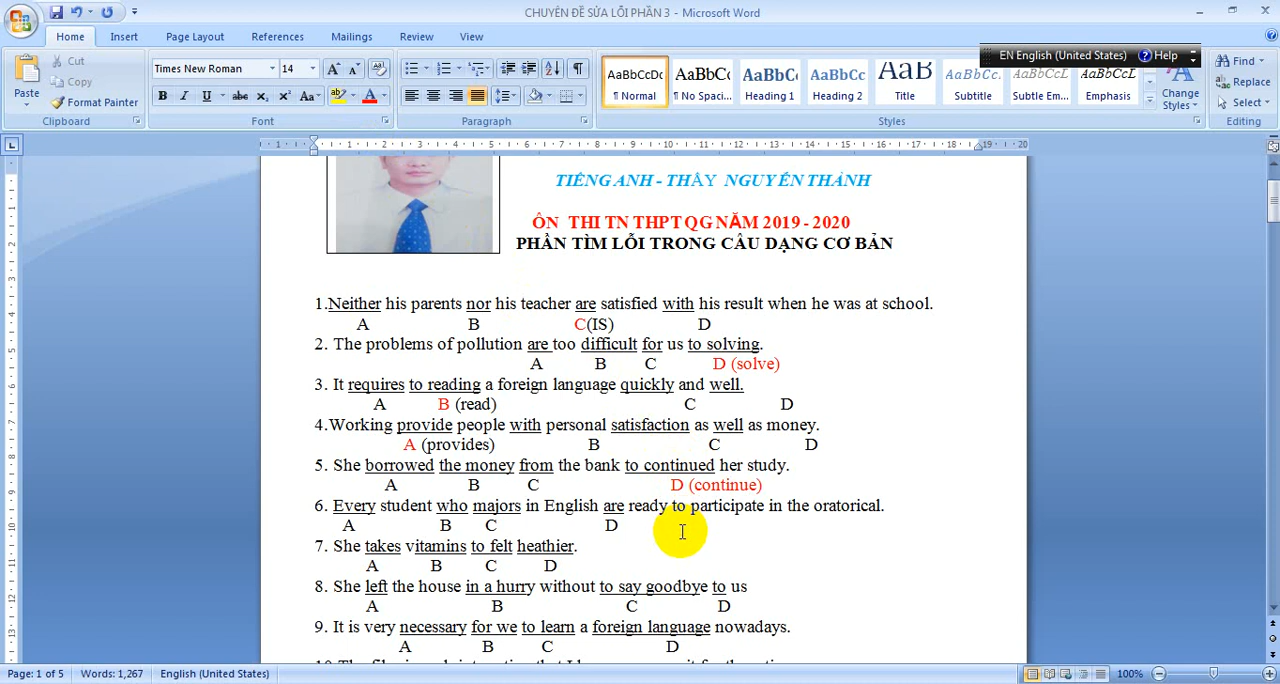 CHUYÊN ĐỀ SỬA LỖI PHẦN 3 - Microsoft Word
Home Insert Page Layout References Mailings Review View
EN English (United States) Help
Paste
Cut
Copy
Format Painter
Clipboard
Times New Roman 14
B I U abc X₂ X² Aa
Font
Paragraph
AaBbCcDc AaBbC AaBbC AaBbCc AaB AaBbCc. AaBbCcL AaBbCcL
¶ Normal ¶ No Spaci... Heading 1 Heading 2 Title Subtitle Subtle Em... Emphasis
Change Styles
Styles
Find
Replace
Select
Editing
TIẾNG ANH - THẦY NGUYỄN THÁNH
ÔN THI TN THPT QG NĂM 2019 - 2020
PHẦN TÌM LỖI TRONG CÂU DẠNG CƠ BẢN
1.Neither his parents nor his teacher are satisfied with his result when he was at school.
A B C(IS) D
2. The problems of pollution are too difficult for us to solving.
A B C D (solve)
3. It requires to reading a foreign language quickly and well.
A B (read) C D
4.Working provide people with personal satisfaction as well as money.
A (provides) B C D
5. She borrowed the money from the bank to continued her study.
A B C D (continue)
6. Every student who majors in English are ready to participate in the oratorical.
A B C D
7. She takes vitamins to felt heathier.
A B C D
8. She left the house in a hurry without to say goodbye to us
A B C D
9. It is very necessary for we to learn a foreign language nowadays.
A B C D
Page: 1 of 5 Words: 1,267 English (United States) 100%